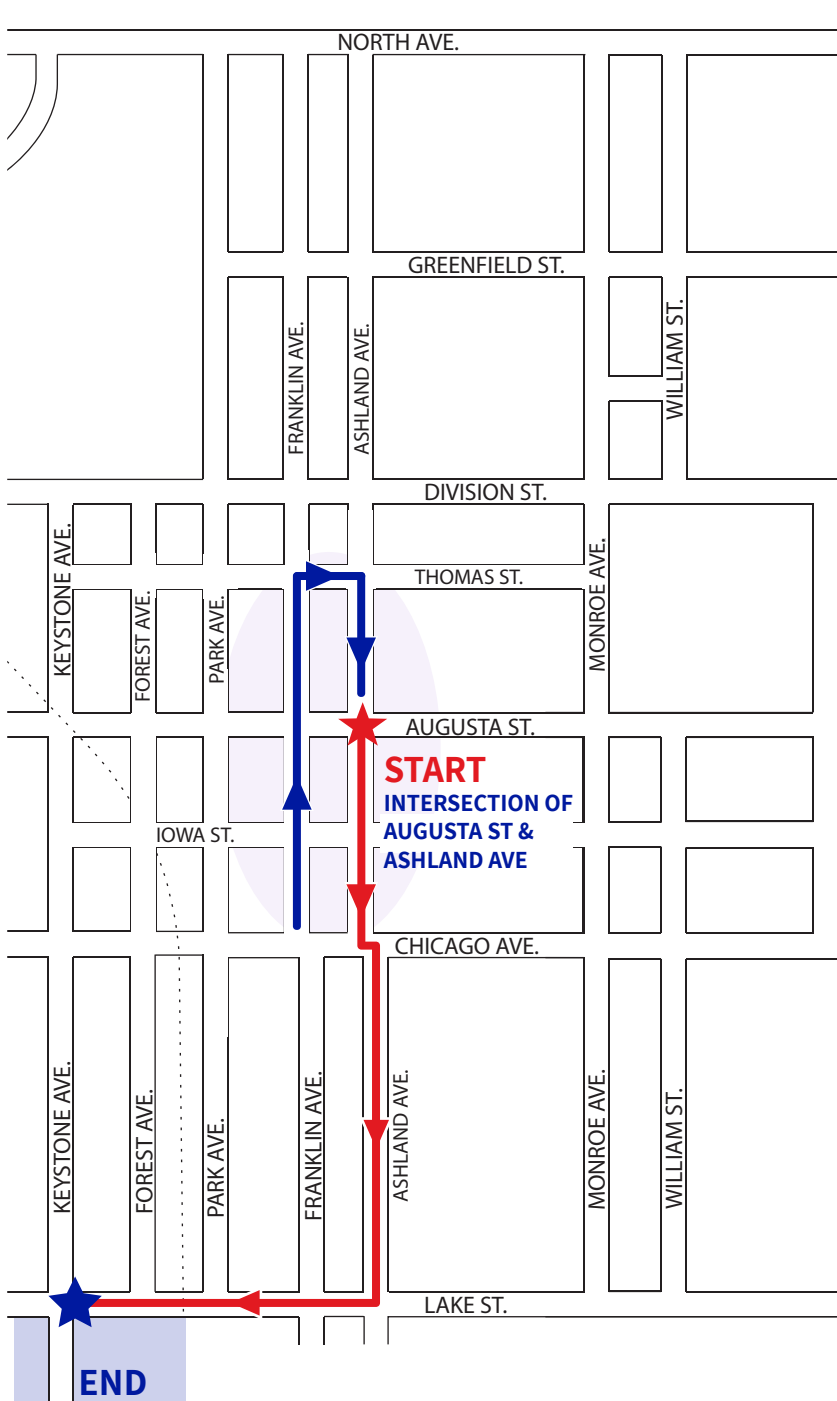 NORTH AVE.
GREENFIELD ST.
FRANKLIN AVE.
ASHLAND AVE.
WILLIAM ST.
DIVISION ST.
KEYSTONE AVE.
FOREST AVE.
PARK AVE.
THOMAS ST.
MONROE AVE.
AUGUSTA ST.
START
INTERSECTION OF
AUGUSTA ST &
ASHLAND AVE
IOWA ST.
CHICAGO AVE.
KEYSTONE AVE.
FOREST AVE.
PARK AVE.
FRANKLIN AVE.
ASHLAND AVE.
MONROE AVE.
WILLIAM ST.
LAKE ST.
END